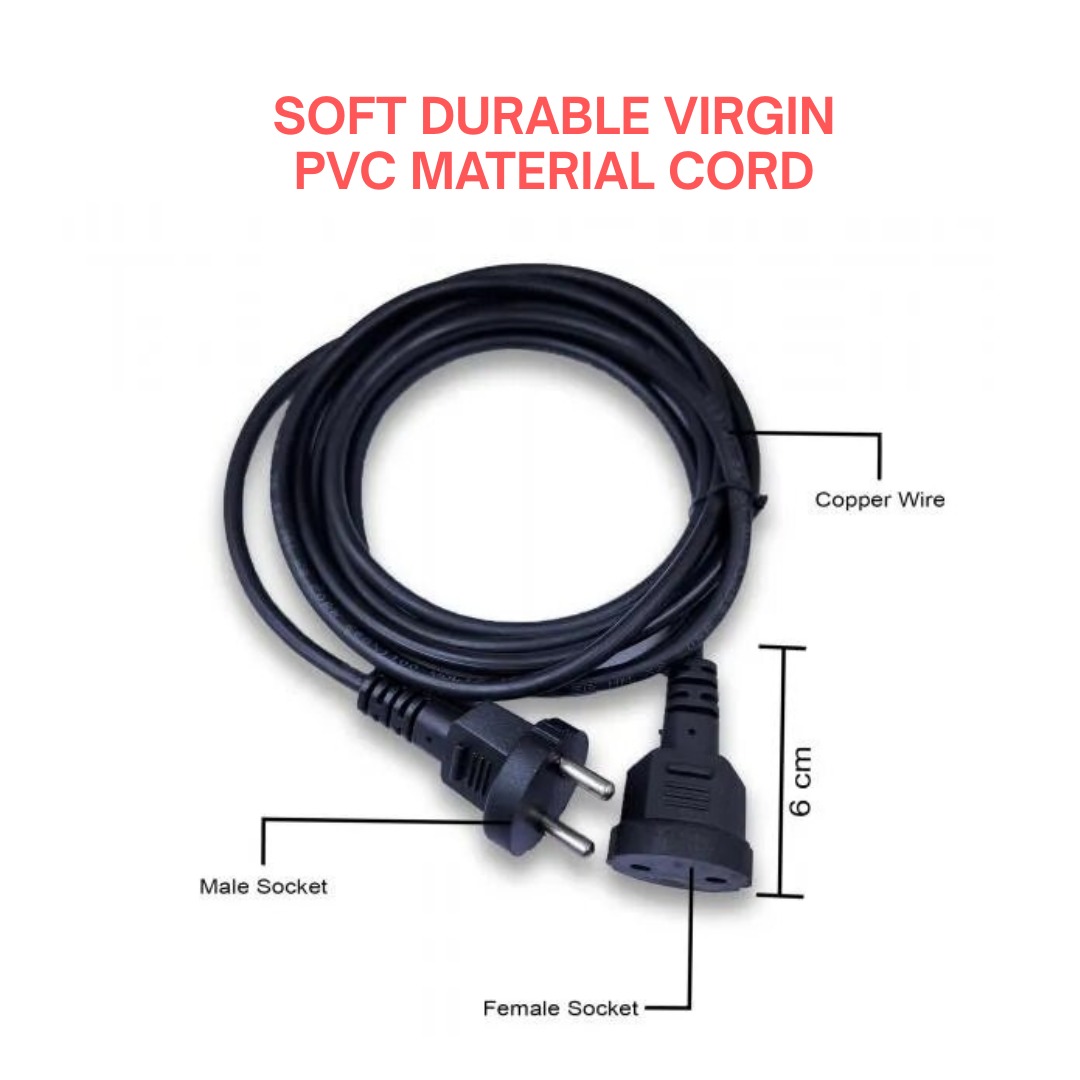 SOFT DURABLE VIRGIN
PVC MATERIAL CORD
Copper Wire
6 cm
Male Socket
Female Socket